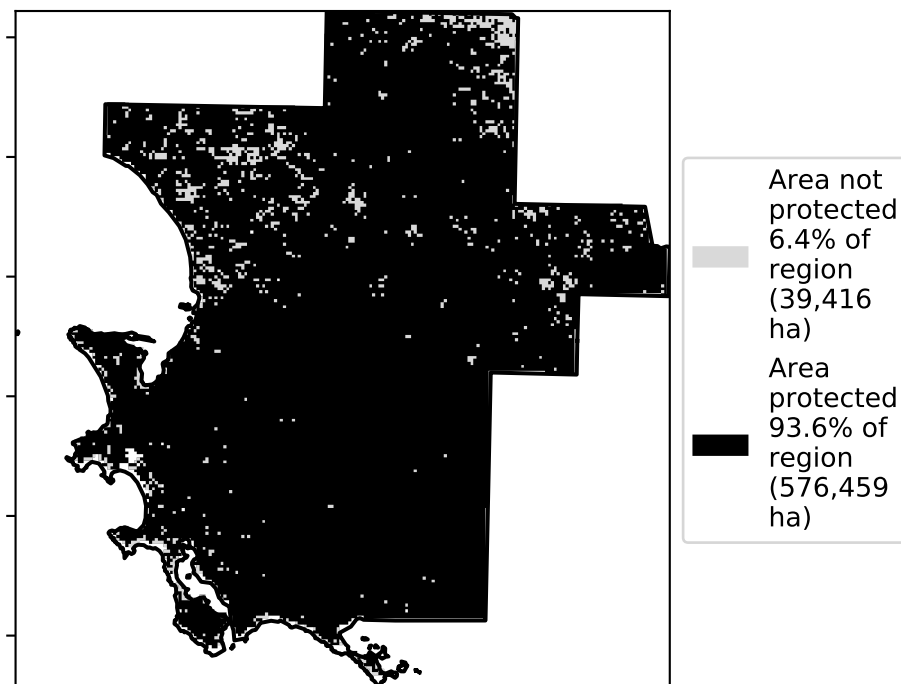 Area not
protected
6.4% of
region
(39,416
ha)
Area
protected
93.6% of
region
(576,459
ha)